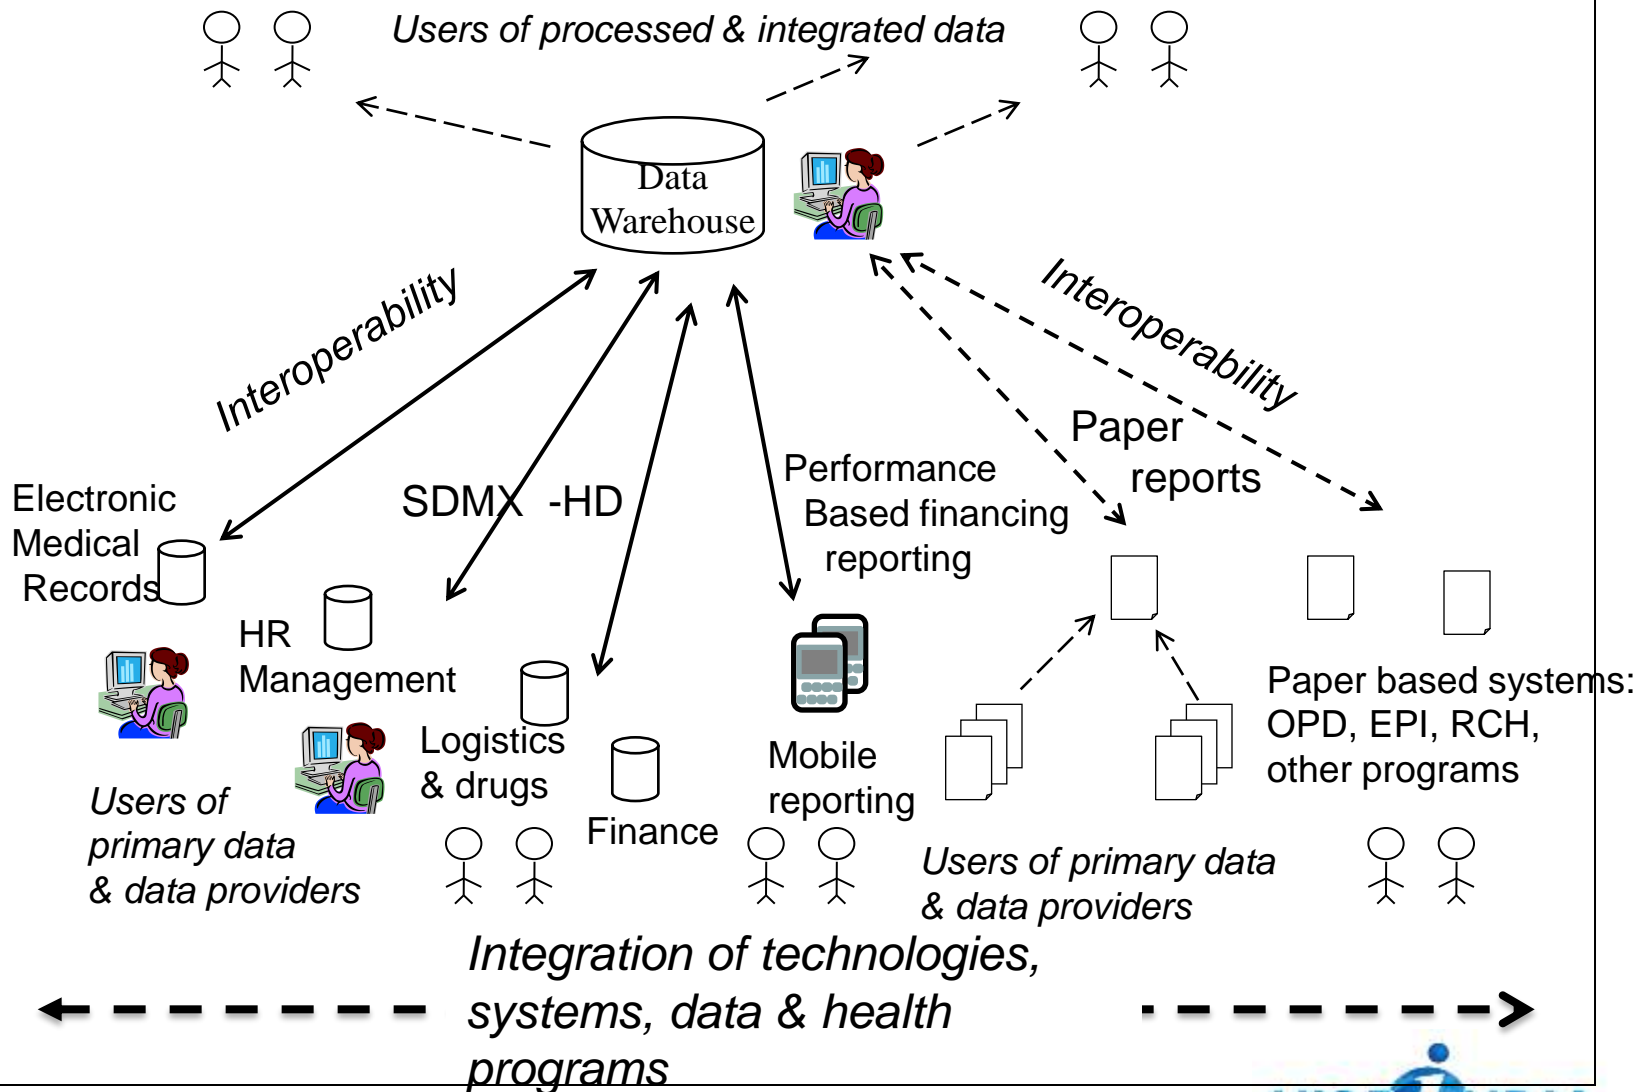 Users of processed & integrated data
Data
Warehouse
Interoperability
Interoperability
Paper
reports
Electronic
Medical
Records
SDMX -HD
Performance
Based financing
reporting
HR
Management
Logistics
& drugs
Finance
Mobile
reporting
Paper based systems:
OPD, EPI, RCH,
other programs
Users of
primary data
& data providers
Users of primary data
& data providers
Integration of technologies,
systems, data & health
programs